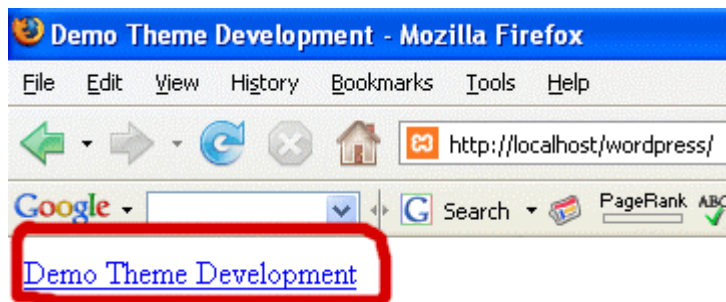 Demo Theme Development - Mozilla Firefox
File Edit View History Bookmarks Tools Help
http://localhost/wordpress/
Google G Search PageRank ABC
Demo Theme Development